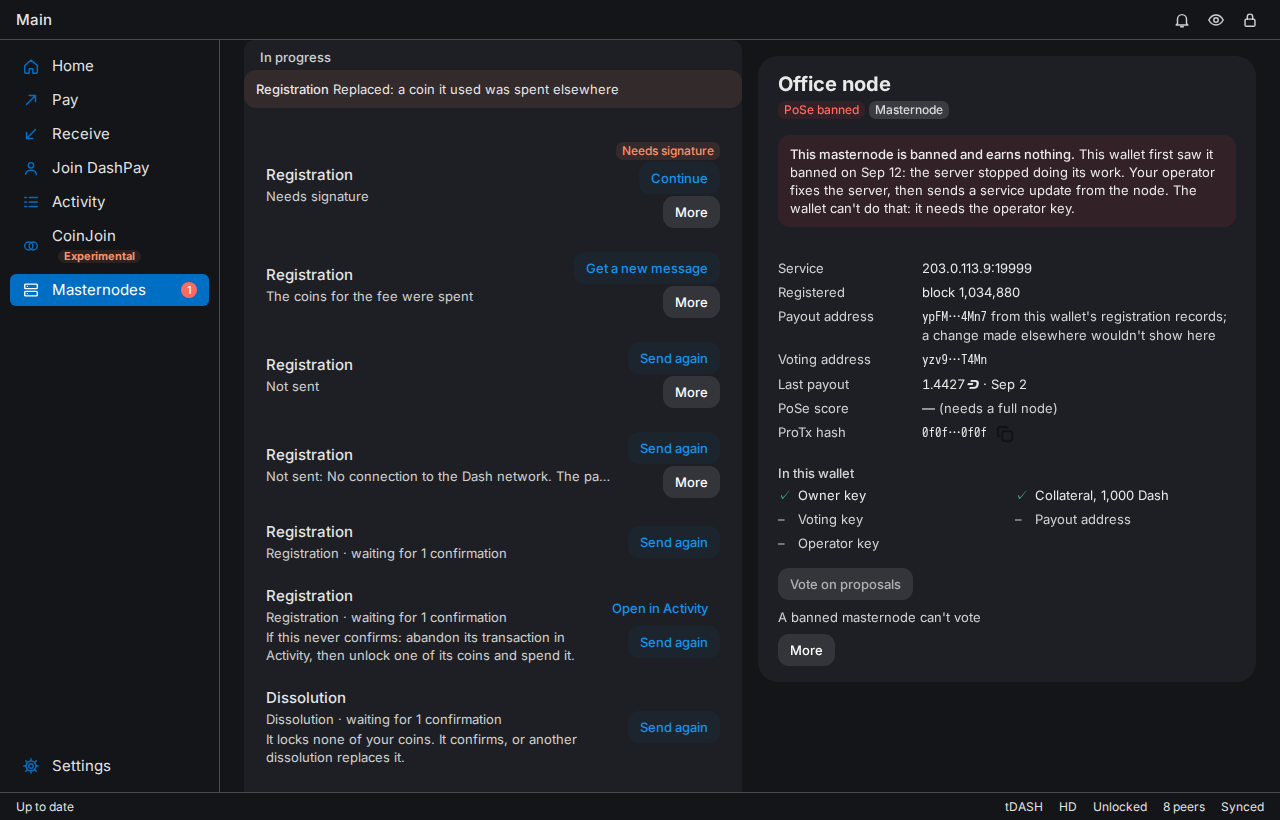 Main
Home
Pay
Receive
Join DashPay
Activity
CoinJoin
Experimental
Masternodes
1
Settings
In progress
Registration Replaced: a coin it used was spent elsewhere
Needs signature
Registration
Needs signature
Continue
More
Registration
The coins for the fee were spent
Get a new message
More
Registration
Not sent
Send again
More
Registration
Not sent: No connection to the Dash network. The pa...
Send again
More
Registration
Registration · waiting for 1 confirmation
Send again
Registration
Registration · waiting for 1 confirmation
If this never confirms: abandon its transaction in
Activity, then unlock one of its coins and spend it.
Open in Activity
Send again
Dissolution
Dissolution · waiting for 1 confirmation
It locks none of your coins. It confirms, or another
dissolution replaces it.
Send again
Office node
PoSe banned Masternode
This masternode is banned and earns nothing. This wallet first saw it
banned on Sep 12: the server stopped doing its work. Your operator
fixes the server, then sends a service update from the node. The
wallet can't do that: it needs the operator key.
Service 203.0.113.9:19999
Registered block 1,034,880
Payout address ypFM···4Mn7 from this wallet's registration records;
a change made elsewhere wouldn't show here
Voting address yzv9···T4Mn
Last payout 1.4427 · Sep 2
PoSe score — (needs a full node)
ProTx hash 0f0f···0f0f
In this wallet
✓ Owner key ✓ Collateral, 1,000 Dash
– Voting key – Payout address
– Operator key
Vote on proposals
A banned masternode can't vote
More
Up to date tDASH HD Unlocked 8 peers Synced